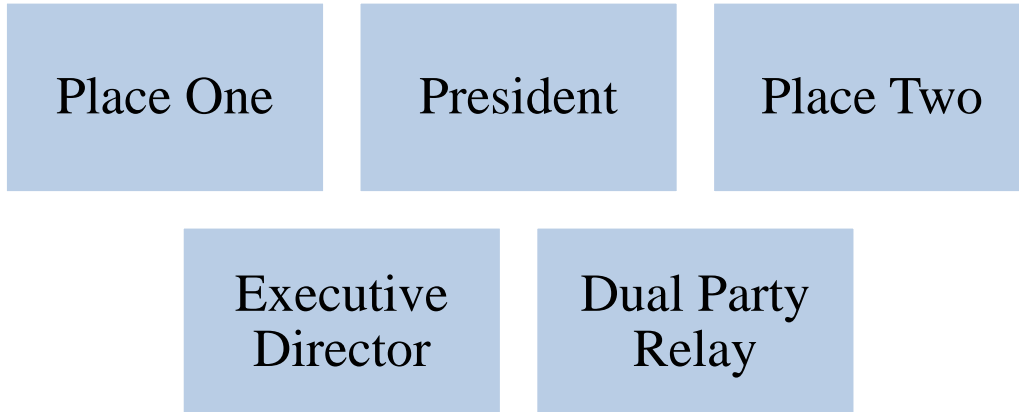 Place One
President
Place Two
Executive
Director
Dual Party
Relay